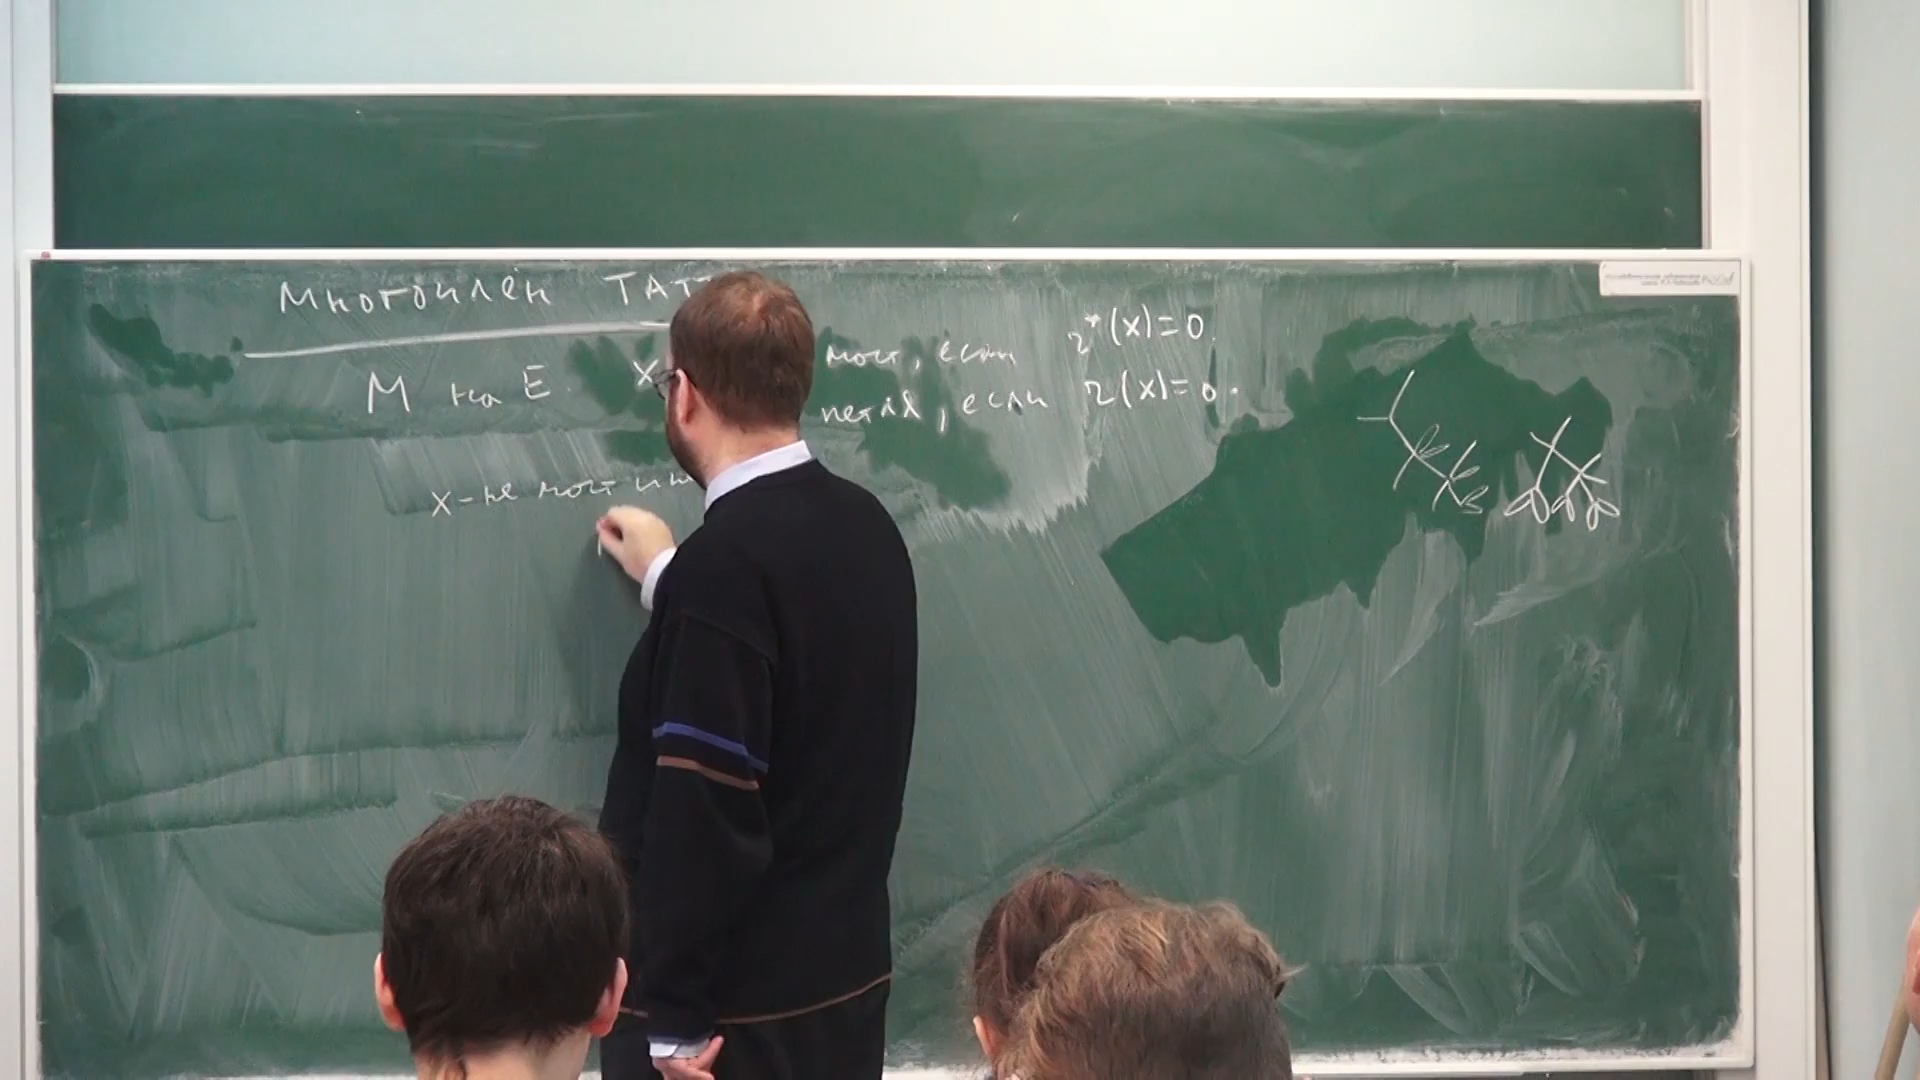 Многочлен ТАТ
M на E. X
мост, если r*(x)=0.
петля, если r(x)=0.
X - не мост и н